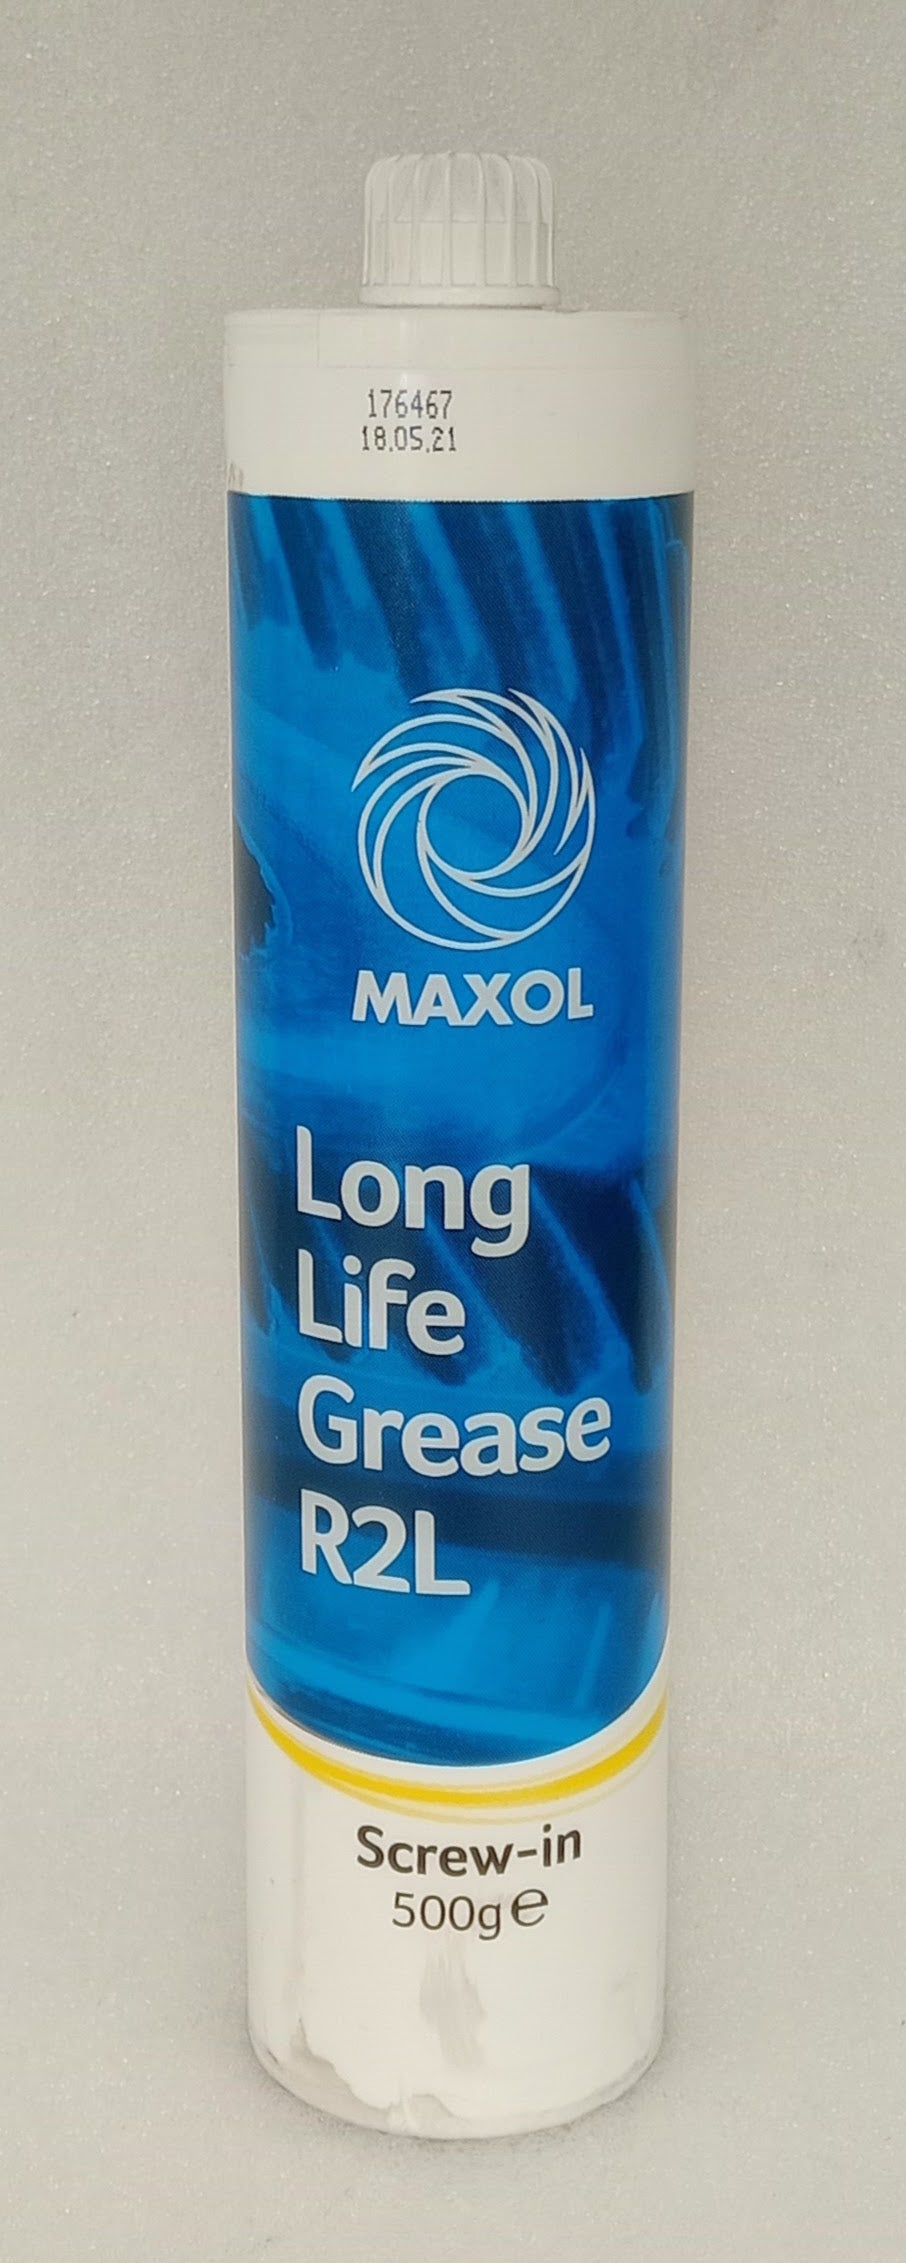 176467
18.05.21
MAXOL
Long
Life
Grease
R2L
Screw-in
500g℮